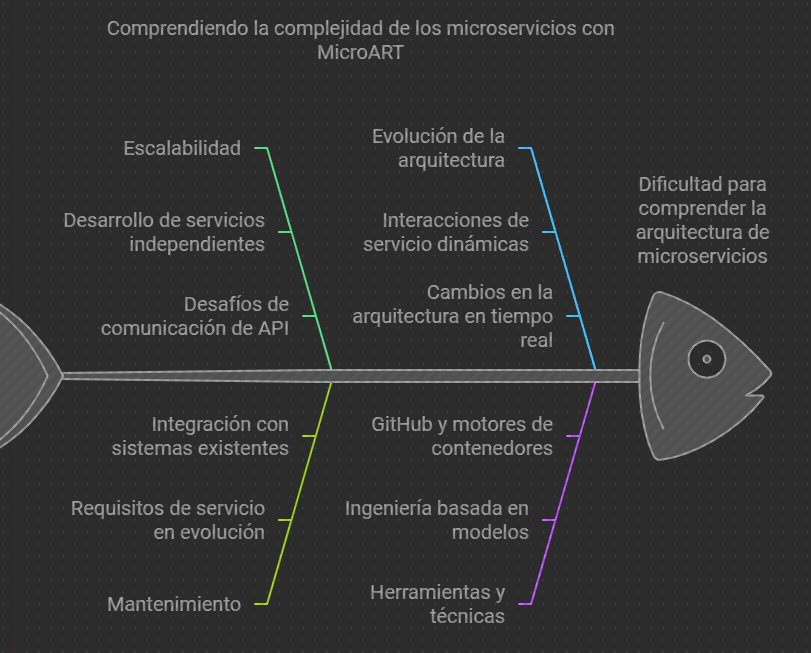 Comprendiendo la complejidad de los microservicios con
MicroART
Escalabilidad
Desarrollo de servicios
independientes
Desafíos de
comunicación de API
Evolución de la
arquitectura
Interacciones de
servicio dinámicas
Cambios en la
arquitectura en tiempo
real
Dificultad para
comprender la
arquitectura de
microservicios
Integración con
sistemas existentes
Requisitos de servicio
en evolución
Mantenimiento
GitHub y motores de
contenedores
Ingeniería basada en
modelos
Herramientas y
técnicas